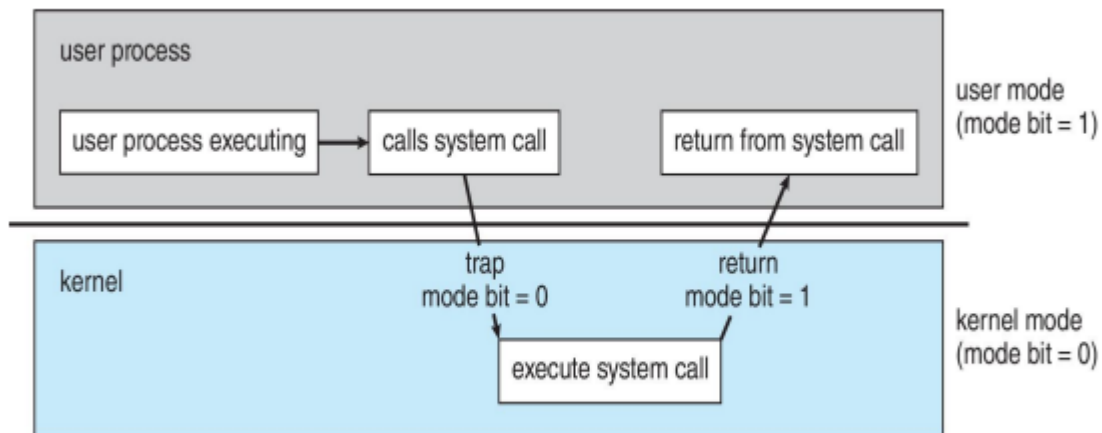 user process
user process executing
calls system call
return from system call
user mode
(mode bit = 1)
kernel
trap
mode bit = 0
return
mode bit = 1
execute system call
kernel mode
(mode bit = 0)